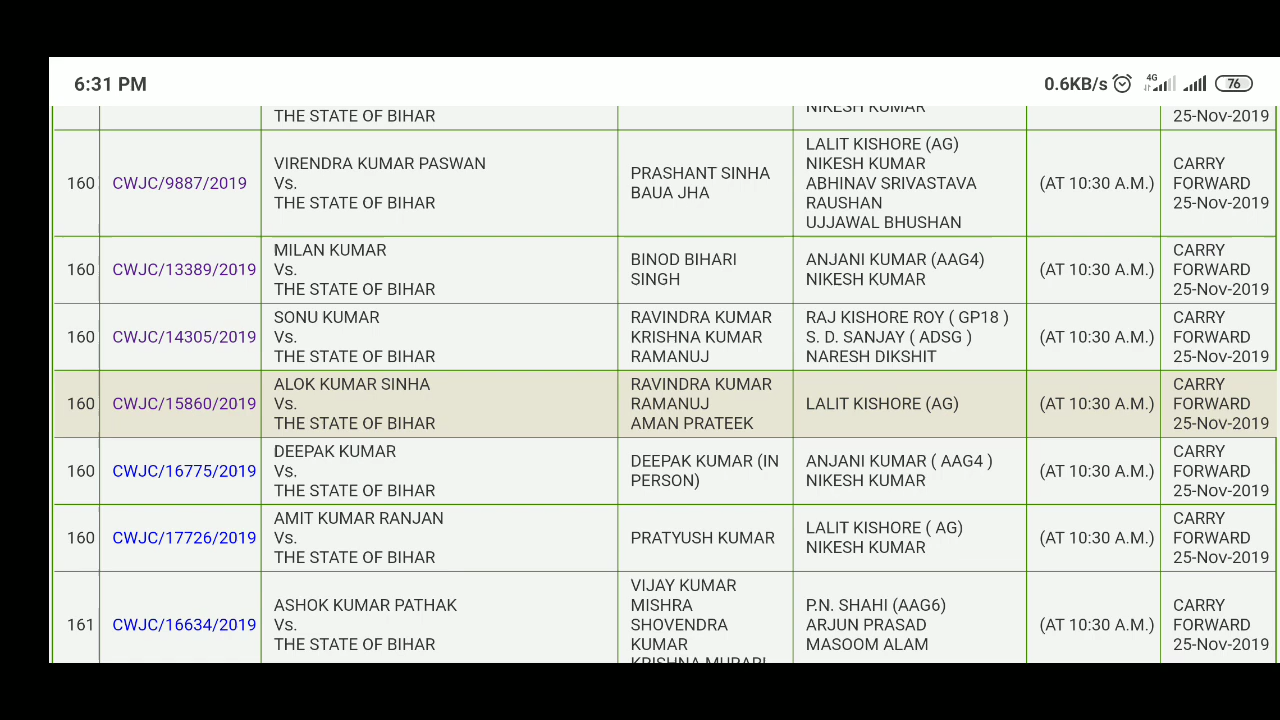 6:31 PM 0.6KB/s 4G 76
THE STATE OF BIHAR NIKESH KUMAR 25-Nov-2019
160 CWJC/9887/2019
VIRENDRA KUMAR PASWAN
Vs.
THE STATE OF BIHAR
PRASHANT SINHA
BAUA JHA
LALIT KISHORE (AG)
NIKESH KUMAR
ABHINAV SRIVASTAVA
RAUSHAN
UJJAWAL BHUSHAN
(AT 10:30 A.M.)
CARRY
FORWARD
25-Nov-2019
160 CWJC/13389/2019
MILAN KUMAR
Vs.
THE STATE OF BIHAR
BINOD BIHARI
SINGH
ANJANI KUMAR (AAG4)
NIKESH KUMAR
(AT 10:30 A.M.)
CARRY
FORWARD
25-Nov-2019
160 CWJC/14305/2019
SONU KUMAR
Vs.
THE STATE OF BIHAR
RAVINDRA KUMAR
KRISHNA KUMAR
RAMANUJ
RAJ KISHORE ROY ( GP18 )
S. D. SANJAY ( ADSG )
NARESH DIKSHIT
(AT 10:30 A.M.)
CARRY
FORWARD
25-Nov-2019
160 CWJC/15860/2019
ALOK KUMAR SINHA
Vs.
THE STATE OF BIHAR
RAVINDRA KUMAR
RAMANUJ
AMAN PRATEEK
LALIT KISHORE (AG)
(AT 10:30 A.M.)
CARRY
FORWARD
25-Nov-2019
160 CWJC/16775/2019
DEEPAK KUMAR
Vs.
THE STATE OF BIHAR
DEEPAK KUMAR (IN
PERSON)
ANJANI KUMAR ( AAG4 )
NIKESH KUMAR
(AT 10:30 A.M.)
CARRY
FORWARD
25-Nov-2019
160 CWJC/17726/2019
AMIT KUMAR RANJAN
Vs.
THE STATE OF BIHAR
PRATYUSH KUMAR
LALIT KISHORE ( AG)
NIKESH KUMAR
(AT 10:30 A.M.)
CARRY
FORWARD
25-Nov-2019
161 CWJC/16634/2019
ASHOK KUMAR PATHAK
Vs.
THE STATE OF BIHAR
VIJAY KUMAR
MISHRA
SHOVENDRA
KUMAR
KRISHNA MURARI
P.N. SHAHI (AAG6)
ARJUN PRASAD
MASOOM ALAM
(AT 10:30 A.M.)
CARRY
FORWARD
25-Nov-2019